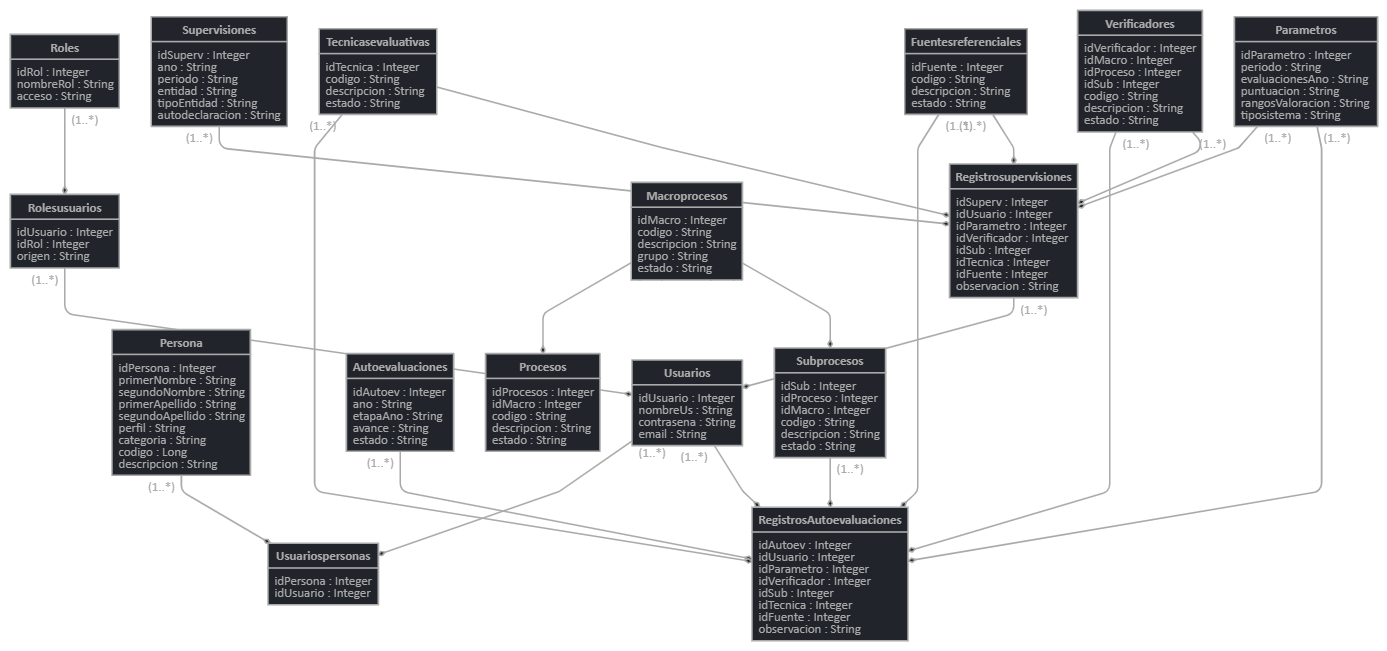 Roles
idRol : Integer
nombreRol : String
acceso : String
(1..*)
Supervisiones
idSuperv : Integer
ano : String
periodo : String
entidad : String
tipoEntidad : String
autodeclaracion : String
(1..*)
Tecnicasevaluativas
idTecnica : Integer
codigo : String
descripcion : String
estado : String
(1..*)
Fuentesreferenciales
idFuente : Integer
codigo : String
descripcion : String
estado : String
(1..*)
(1..*)
Verificadores
idVerificador : Integer
idMacro : Integer
idProceso : Integer
idSub : Integer
codigo : String
descripcion : String
estado : String
(1..*)
(1..*)
Parametros
idParametro : Integer
periodo : String
evaluacionesAno : String
puntuacion : String
rangosValoracion : String
tiposistema : String
(1..*)
(1..*)
Rolesusuarios
idUsuario : Integer
idRol : Integer
origen : String
(1..*)
Macroprocesos
idMacro : Integer
codigo : String
descripcion : String
grupo : String
estado : String
Registrosupervisiones
idSuperv : Integer
idUsuario : Integer
idParametro : Integer
idVerificador : Integer
idSub : Integer
idTecnica : Integer
idFuente : Integer
observacion : String
(1..*)
Persona
idPersona : Integer
primerNombre : String
segundoNombre : String
primerApellido : String
segundoApellido : String
perfil : String
categoria : String
codigo : Long
descripcion : String
(1..*)
Autoevaluaciones
idAutoev : Integer
ano : String
etapaAno : String
avance : String
estado : String
(1..*)
Procesos
idProcesos : Integer
idMacro : Integer
codigo : String
descripcion : String
estado : String
Usuarios
idUsuario : Integer
nombreUs : String
contrasena : String
email : String
(1..*)
(1..*)
Subprocesos
idSub : Integer
idProceso : Integer
idMacro : Integer
codigo : String
descripcion : String
estado : String
(1..*)
Usuariospersonas
idPersona : Integer
idUsuario : Integer
RegistrosAutoevaluaciones
idAutoev : Integer
idUsuario : Integer
idParametro : Integer
idVerificador : Integer
idSub : Integer
idTecnica : Integer
idFuente : Integer
observacion : String